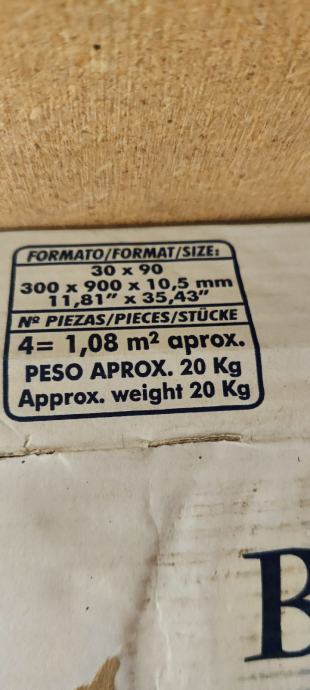 FORMATO/FORMAT/SIZE:
30 x 90
300 x 900 x 10,5 mm
11,81” x 35,43”
Nº PIEZAS/PIECES/STÜCKE
4= 1,08 m² aprox.
PESO APROX. 20 Kg
Approx. weight 20 Kg
B